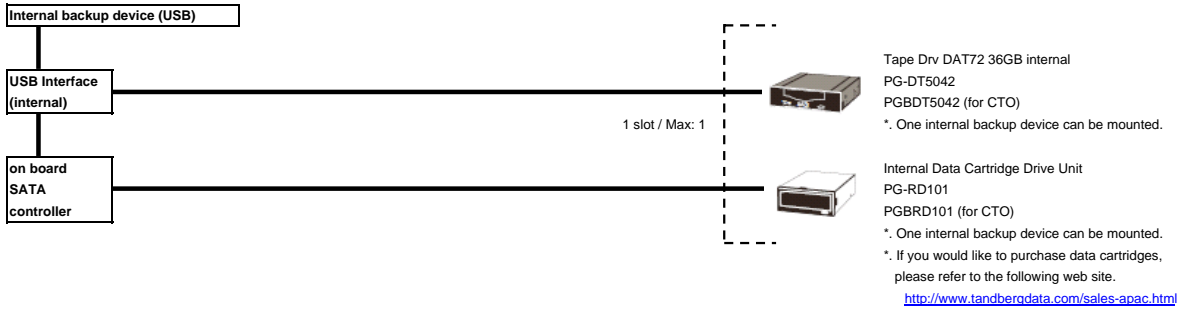 Internal backup device (USB)
USB Interface
(internal)
Tape Drv DAT72 36GB internal
PG-DT5042
PGBDT5042 (for CTO)
*. One internal backup device can be mounted.
1 slot / Max: 1
on board
SATA
controller
Internal Data Cartridge Drive Unit
PG-RD101
PGBRD101 (for CTO)
*. One internal backup device can be mounted.
*. If you would like to purchase data cartridges,
please refer to the following web site.
http://www.tandbergdata.com/sales-apac.html